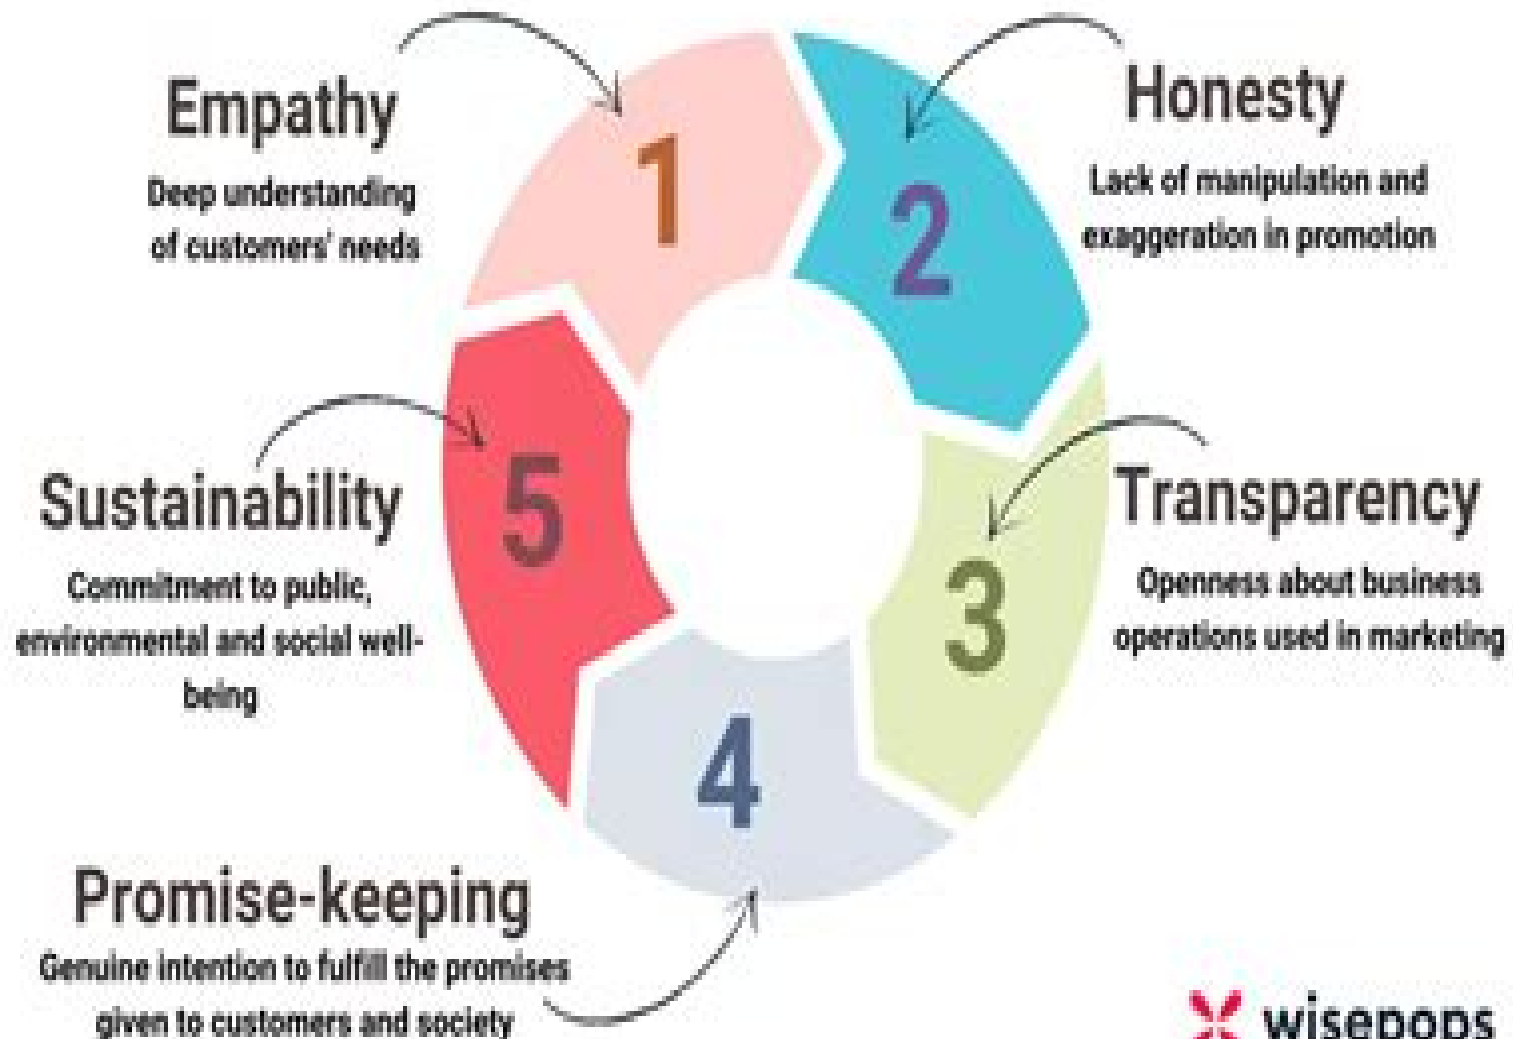 Empathy
Deep understanding
of customers' needs
1
Honesty
Lack of manipulation and
exaggeration in promotion
2
Transparency
Openness about business
operations used in marketing
3
Promise-keeping
Genuine intention to fulfill the promises
given to customers and society
4
Sustainability
Commitment to public,
environmental and social well-
being
5
wisepops